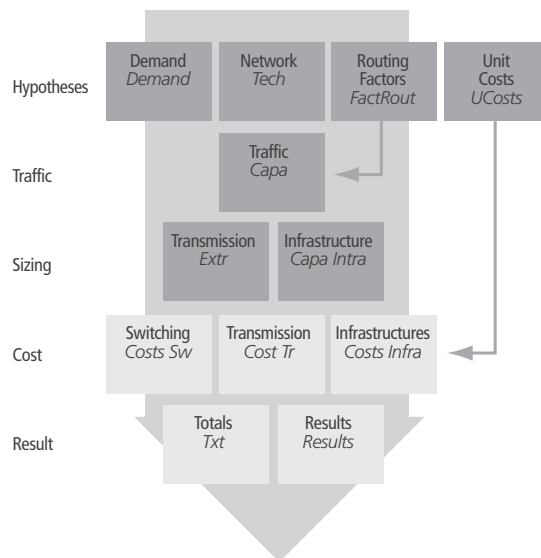 Hypotheses
Demand
Demand
Network
Tech
Routing
Factors
FactRout
Unit
Costs
UCosts
Traffic
Traffic
Capa
Sizing
Transmission
Extr
Infrastructure
Capa Intra
Cost
Switching
Costs Sw
Transmission
Cost Tr
Infrastructures
Costs Infra
Result
Totals
Txt
Results
Results